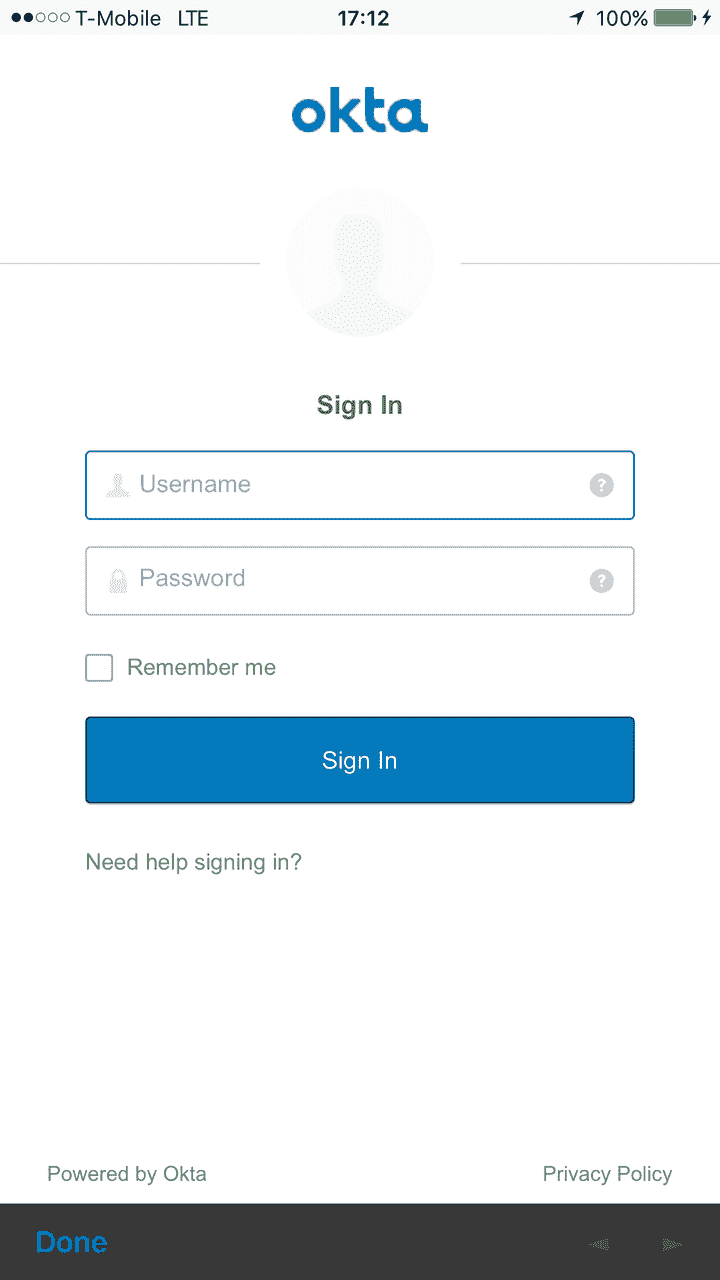 T-Mobile LTE 17:12 100%
okta
Sign In
Username ?
Password ?
Remember me
Sign In
Need help signing in?
Powered by Okta Privacy Policy
Done